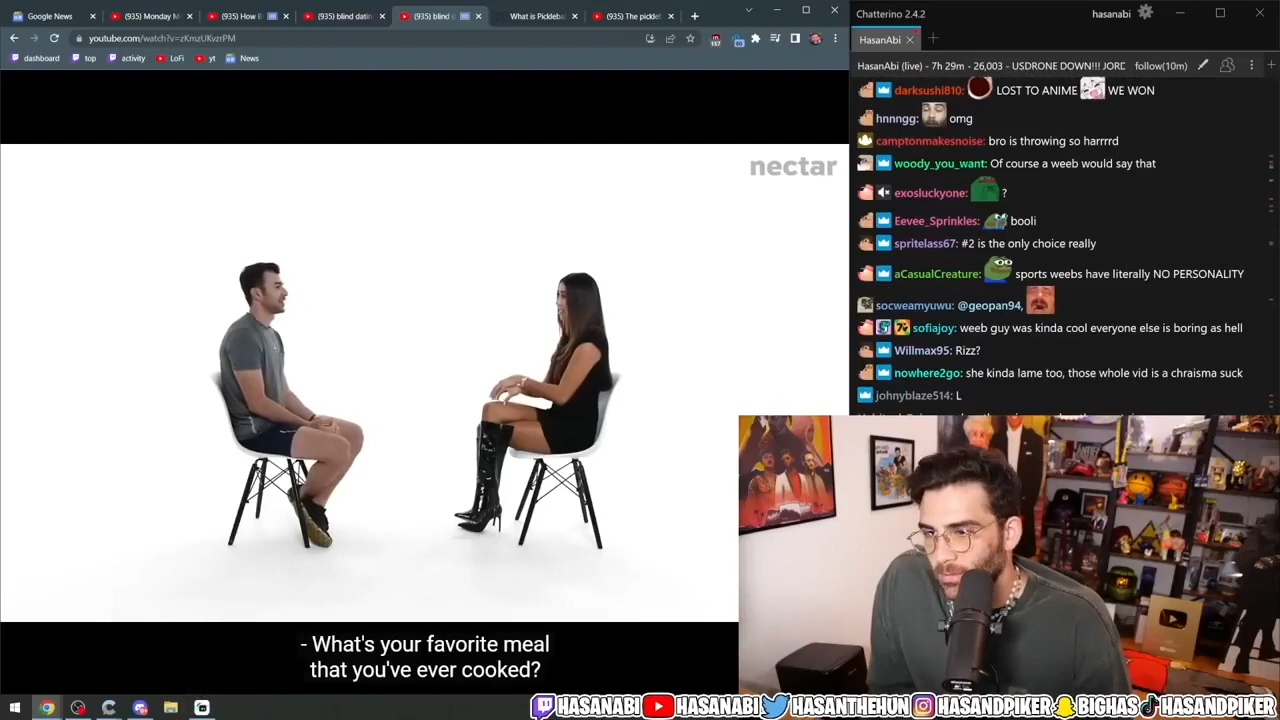 Google News
(935) Monday M
(935) How B
(935) blind datin
(935) blind d
What is Pickleba
(935) The pickleb
youtube.com/watch?v=zKmzUKvzrPM
dashboard
top
activity
LoFi
yt
News
nectar
- What's your favorite meal
that you've ever cooked?
Chatterino 2.4.2
hasanabi
HasanAbi
HasanAbi (live) - 7h 29m - 26,003 - USDRONE DOWN!!! JORD
follow(10m)
darksushi810: LOST TO ANIME WE WON
hnnngg: omg
camptonmakesnoise: bro is throwing so harrrrd
woody_you_want: Of course a weeb would say that
exosluckyone: ?
Eevee_Sprinkles: booli
spritelass67: #2 is the only choice really
aCasualCreature: sports weebs have literally NO PERSONALITY
socweamyuwu: @geopan94,
sofiajoy: weeb guy was kinda cool everyone else is boring as hell
Willmax95: Rizz?
nowhere2go: she kinda lame too, those whole vid is a chraisma suck
johnyblaze514: L
HASANABI
HASANABI
HASANTHEHUN
HASANDPIKER
BIGHAS
HASANDPIKER